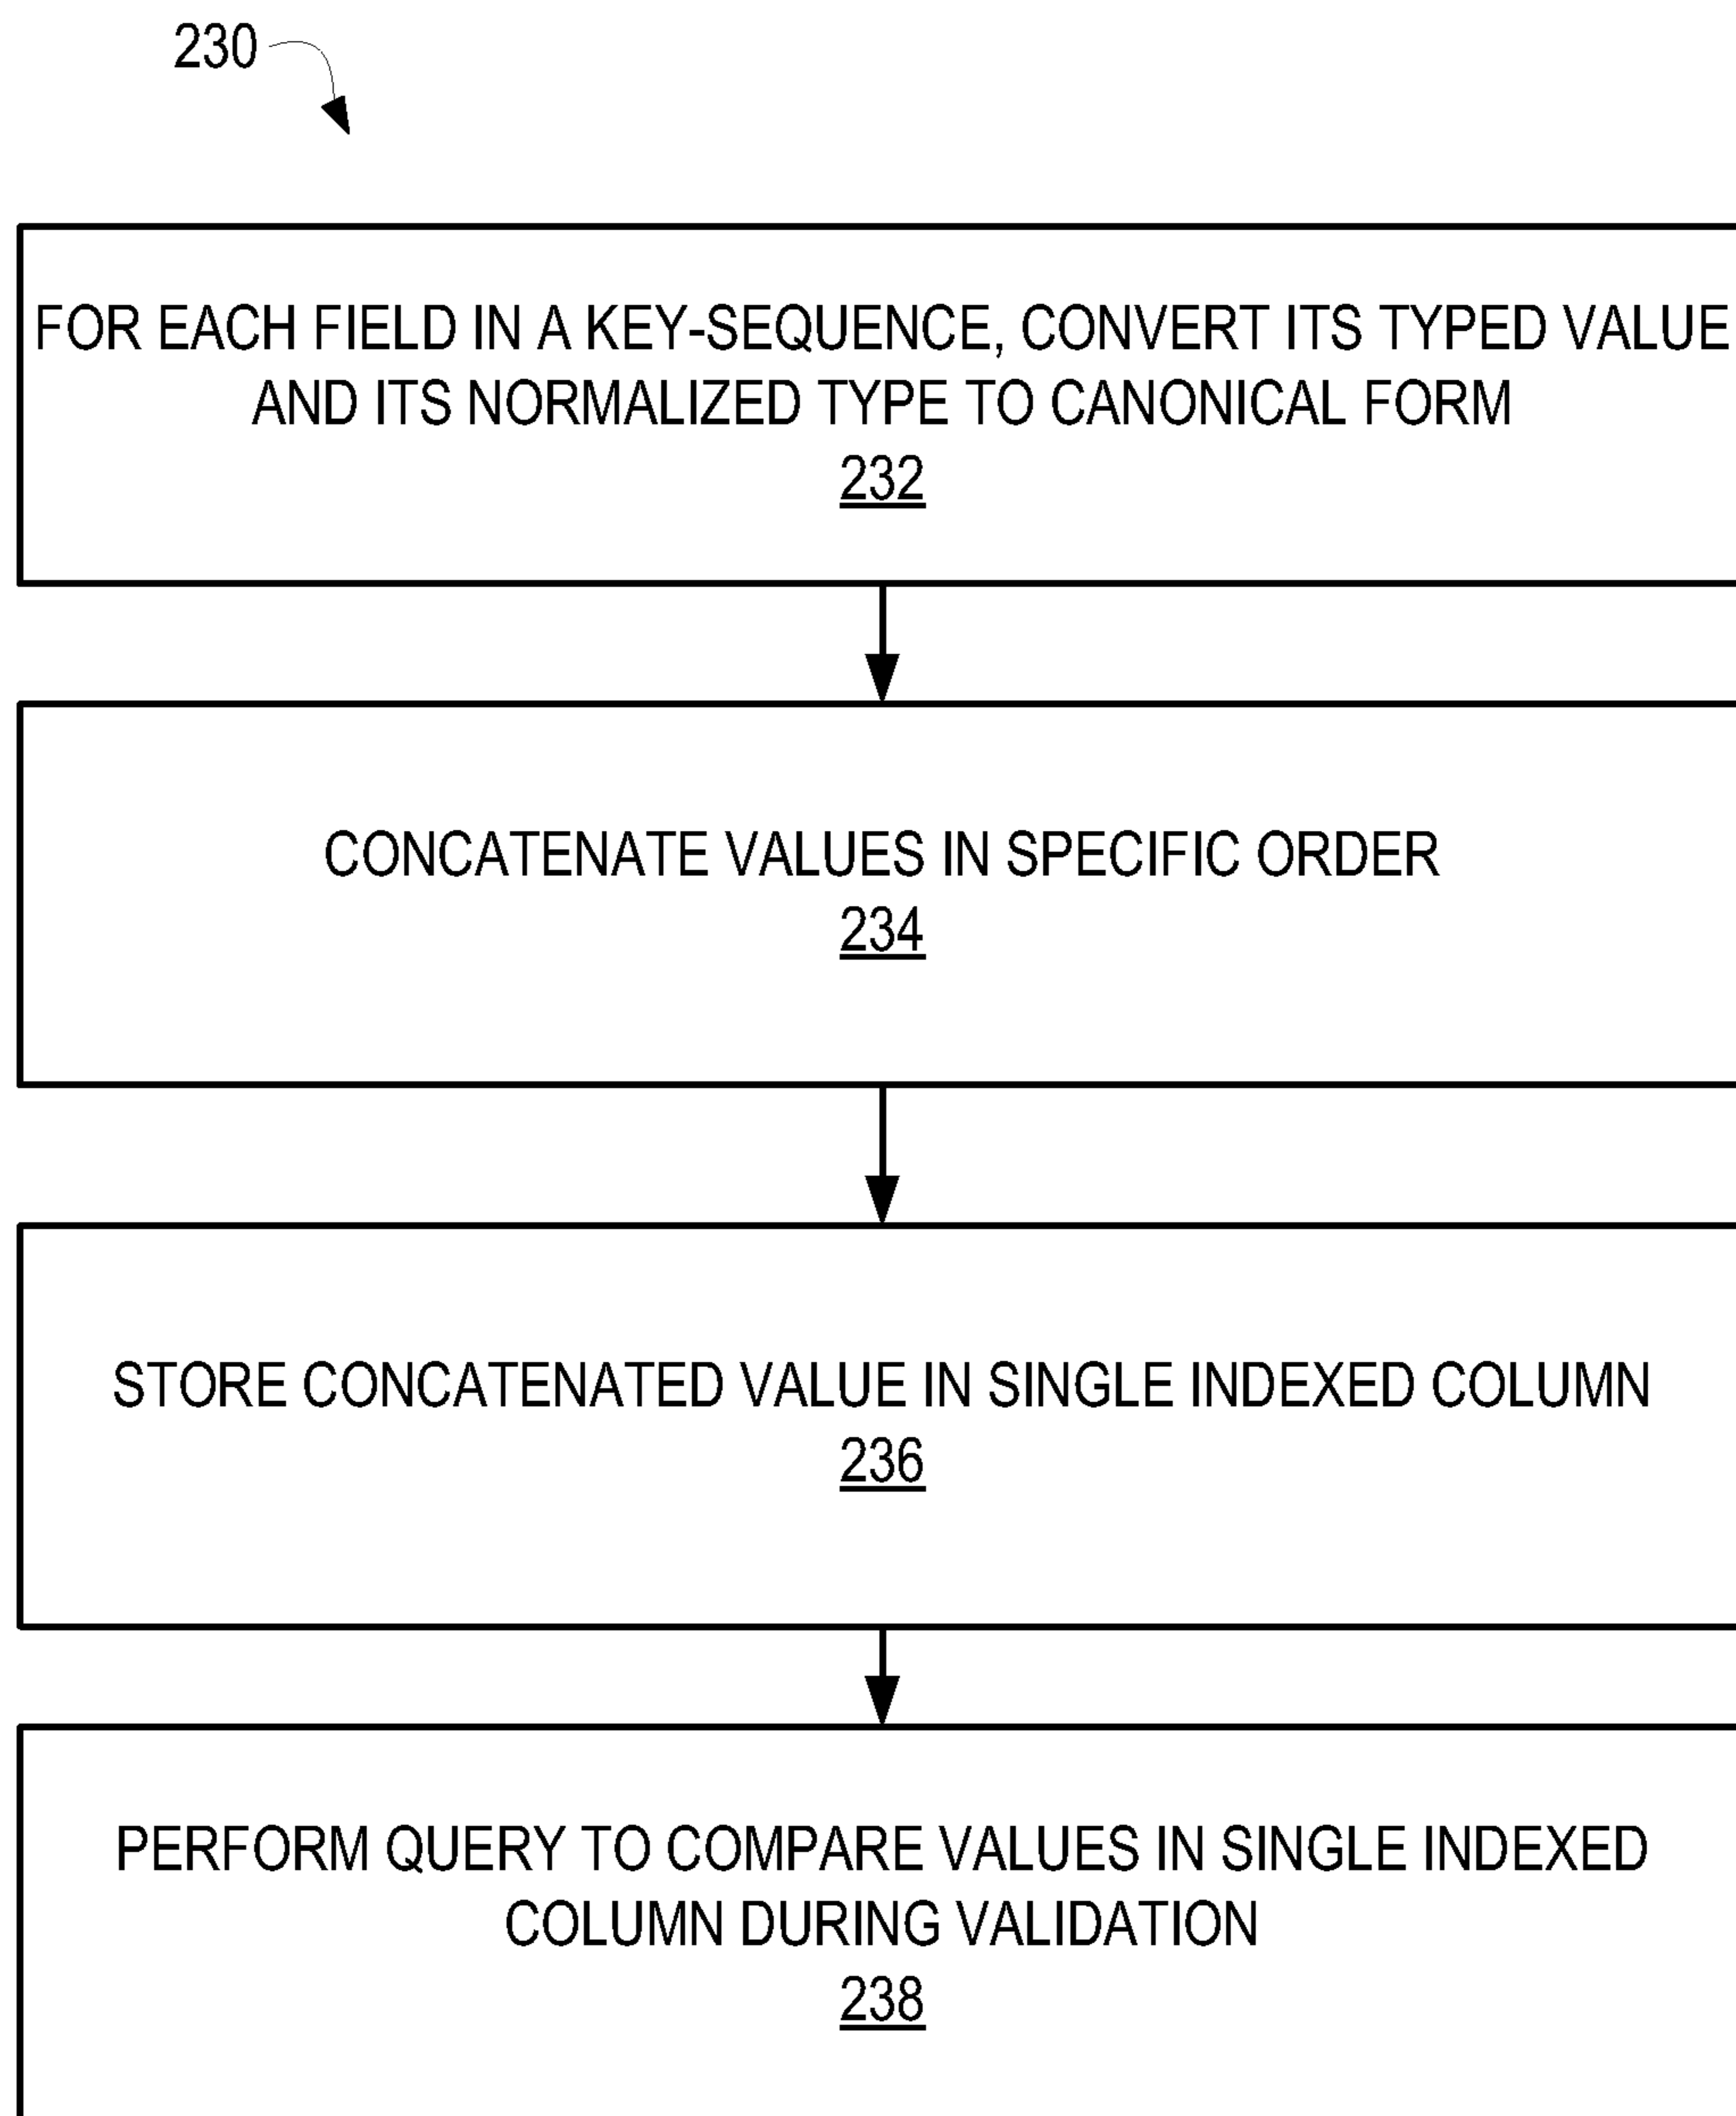 230
FOR EACH FIELD IN A KEY-SEQUENCE, CONVERT ITS TYPED VALUE
AND ITS NORMALIZED TYPE TO CANONICAL FORM
232
CONCATENATE VALUES IN SPECIFIC ORDER
234
STORE CONCATENATED VALUE IN SINGLE INDEXED COLUMN
236
PERFORM QUERY TO COMPARE VALUES IN SINGLE INDEXED
COLUMN DURING VALIDATION
238